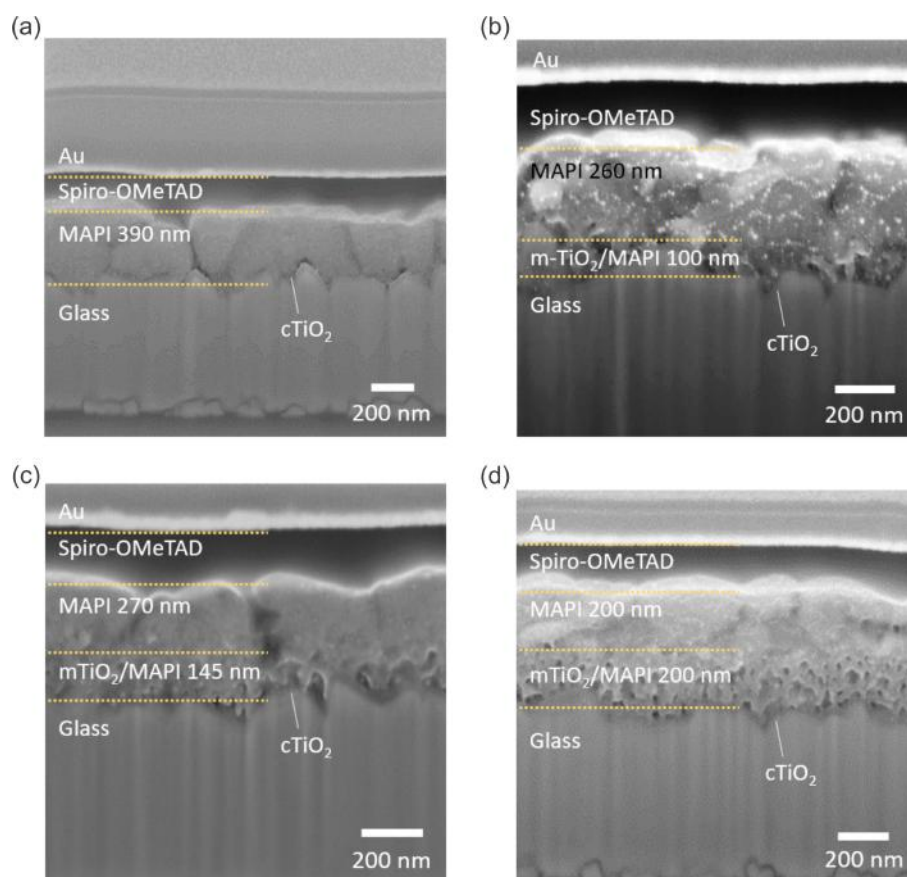 (a)
Au
Spiro-OMeTAD
MAPI 390 nm
Glass
cTiO₂
200 nm
(b)
Au
Spiro-OMeTAD
MAPI 260 nm
m-TiO₂/MAPI 100 nm
Glass
cTiO₂
200 nm
(c)
Au
Spiro-OMeTAD
MAPI 270 nm
mTiO₂/MAPI 145 nm
Glass
cTiO₂
200 nm
(d)
Au
Spiro-OMeTAD
MAPI 200 nm
mTiO₂/MAPI 200 nm
Glass
cTiO₂
200 nm